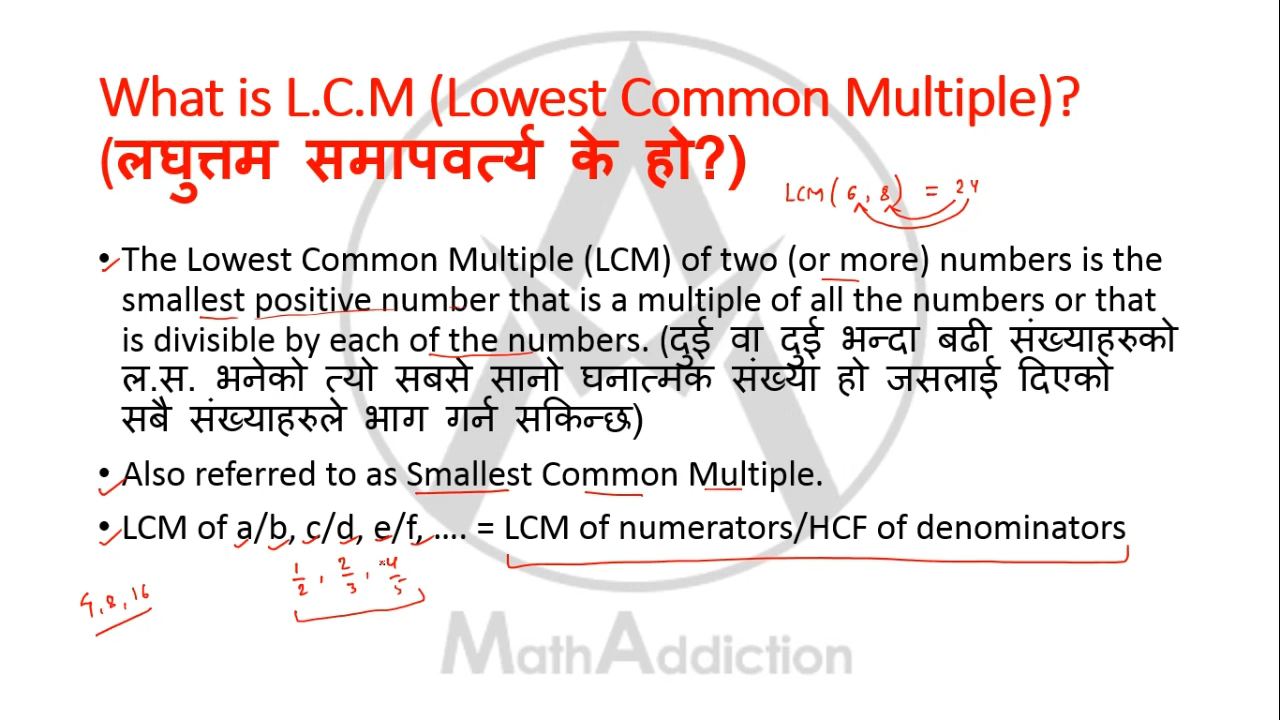 What is L.C.M (Lowest Common Multiple)?
(लघुत्तम समापवर्त्य के हो?)
LCM(6, 8) = 24
• The Lowest Common Multiple (LCM) of two (or more) numbers is the
smallest positive number that is a multiple of all the numbers or that
is divisible by each of the numbers. (दुई वा दुई भन्दा बढी संख्याहरुको
ल.स. भनेको त्यो सबसे सानो घनात्मक संख्या हो जसलाई दिएको
सबै संख्याहरुले भाग गर्न सकिन्छ)
• Also referred to as Smallest Common Multiple.
• LCM of a/b, c/d, e/f, .... = LCM of numerators/HCF of denominators
1/2, 2/3, 4/5
, 8, 16
MathAddiction